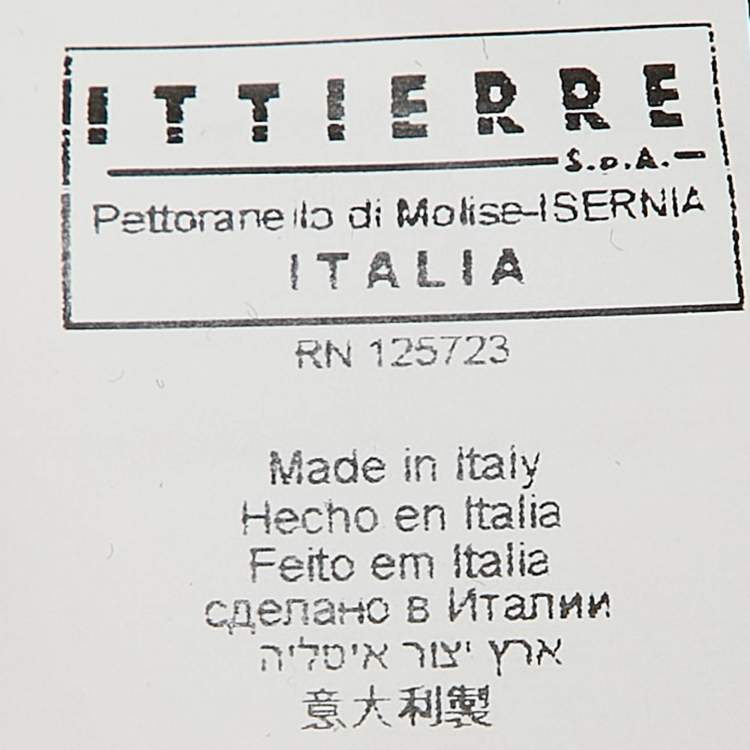 ITTIERRE
S.p.A.
Pettoranello di Molise-ISERNIA
ITALIA
RN 125723
Made in Italy
Hecho en Italia
Feito em Italia
сделано в Италии
ארץ יצור איטליה
意大利製